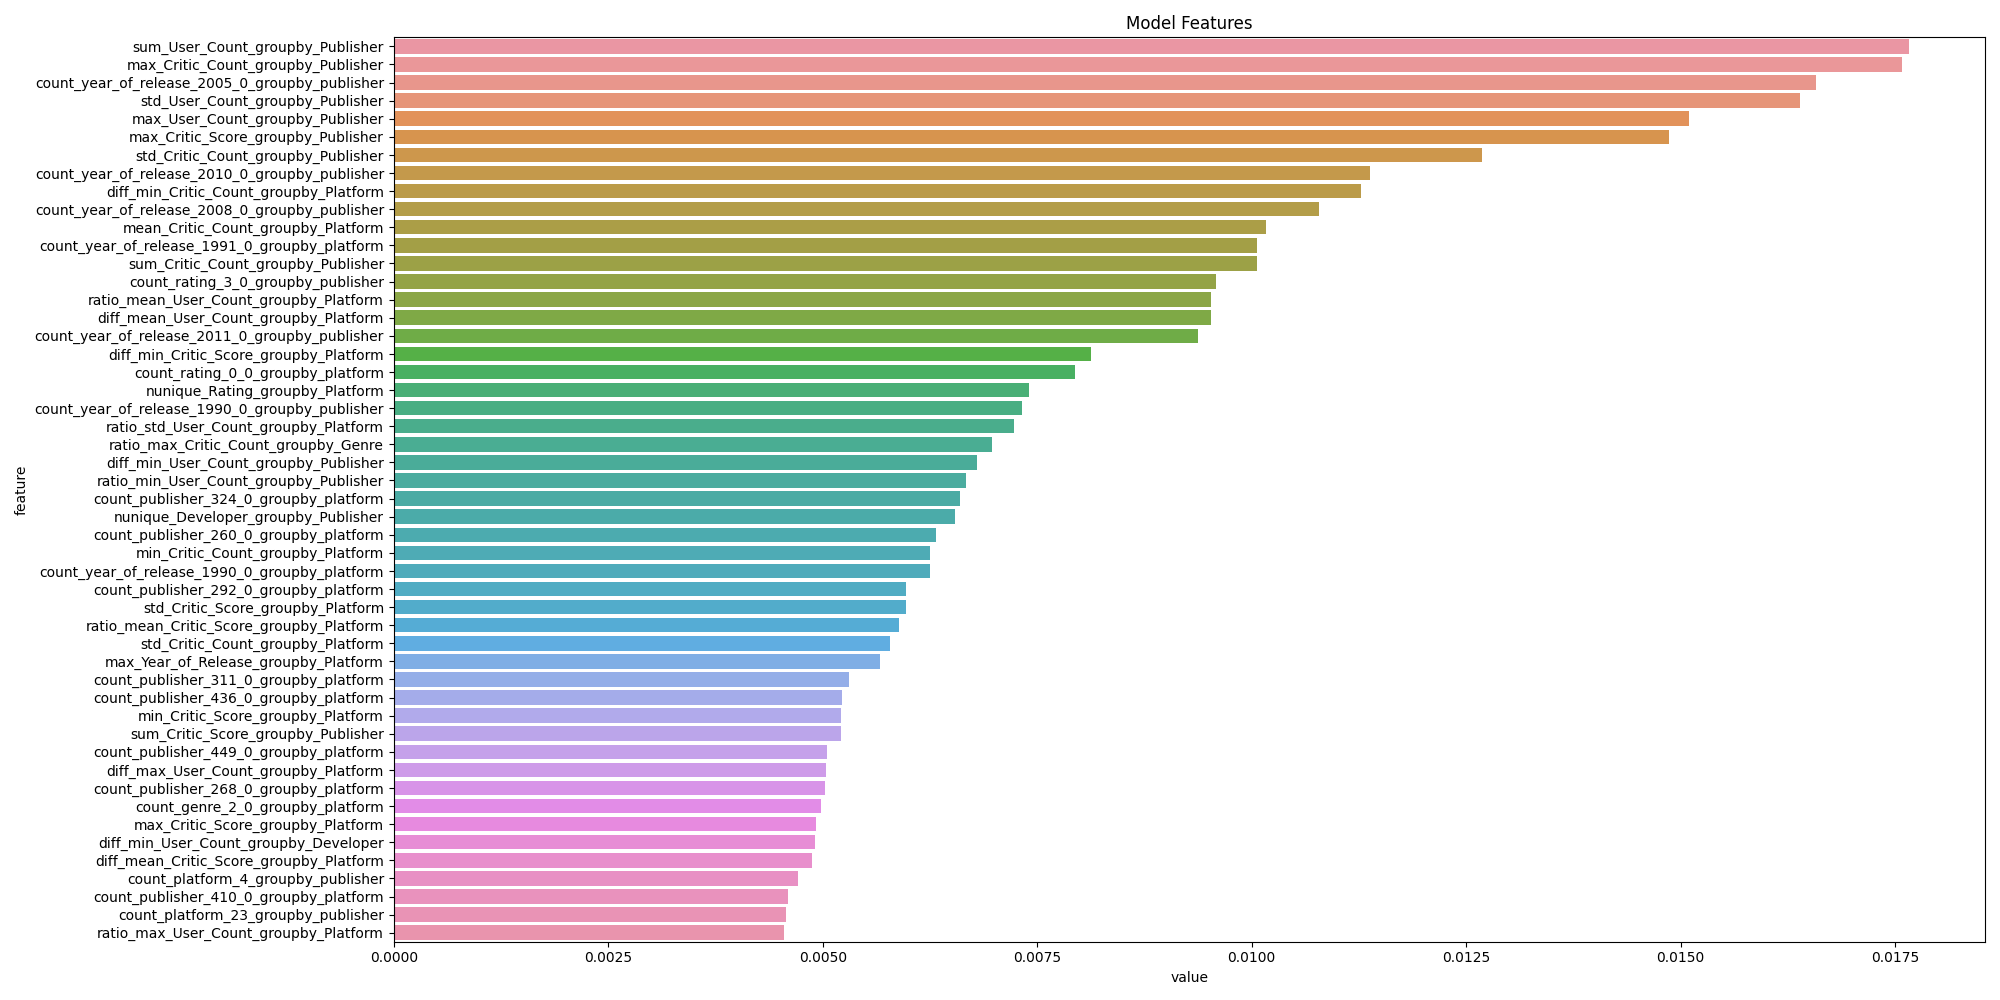 Model Features
sum_User_Count_groupby_Publisher
max_Critic_Count_groupby_Publisher
count_year_of_release_2005_0_groupby_publisher
std_User_Count_groupby_Publisher
max_User_Count_groupby_Publisher
max_Critic_Score_groupby_Publisher
std_Critic_Count_groupby_Publisher
count_year_of_release_2010_0_groupby_publisher
diff_min_Critic_Count_groupby_Platform
count_year_of_release_2008_0_groupby_publisher
mean_Critic_Count_groupby_Platform
count_year_of_release_1991_0_groupby_platform
sum_Critic_Count_groupby_Publisher
count_rating_3_0_groupby_publisher
ratio_mean_User_Count_groupby_Platform
diff_mean_User_Count_groupby_Platform
count_year_of_release_2011_0_groupby_publisher
diff_min_Critic_Score_groupby_Platform
count_rating_0_0_groupby_platform
nunique_Rating_groupby_Platform
count_year_of_release_1990_0_groupby_publisher
ratio_std_User_Count_groupby_Platform
ratio_max_Critic_Count_groupby_Genre
diff_min_User_Count_groupby_Publisher
ratio_min_User_Count_groupby_Publisher
count_publisher_324_0_groupby_platform
nunique_Developer_groupby_Publisher
count_publisher_260_0_groupby_platform
min_Critic_Count_groupby_Platform
count_year_of_release_1990_0_groupby_platform
count_publisher_292_0_groupby_platform
std_Critic_Score_groupby_Platform
ratio_mean_Critic_Score_groupby_Platform
std_Critic_Count_groupby_Platform
max_Year_of_Release_groupby_Platform
count_publisher_311_0_groupby_platform
count_publisher_436_0_groupby_platform
min_Critic_Score_groupby_Platform
sum_Critic_Score_groupby_Publisher
count_publisher_449_0_groupby_platform
diff_max_User_Count_groupby_Platform
count_publisher_268_0_groupby_platform
count_genre_2_0_groupby_platform
max_Critic_Score_groupby_Platform
diff_min_User_Count_groupby_Developer
diff_mean_Critic_Score_groupby_Platform
count_platform_4_groupby_publisher
count_publisher_410_0_groupby_platform
count_platform_23_groupby_publisher
ratio_max_User_Count_groupby_Platform
feature
0.0000 0.0025 0.0050 0.0075 0.0100 0.0125 0.0150 0.0175
value